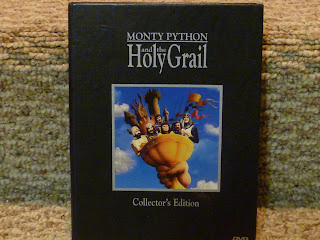 MONTY PYTHON
and the
Holy Grail
Collector's Edition
DVD